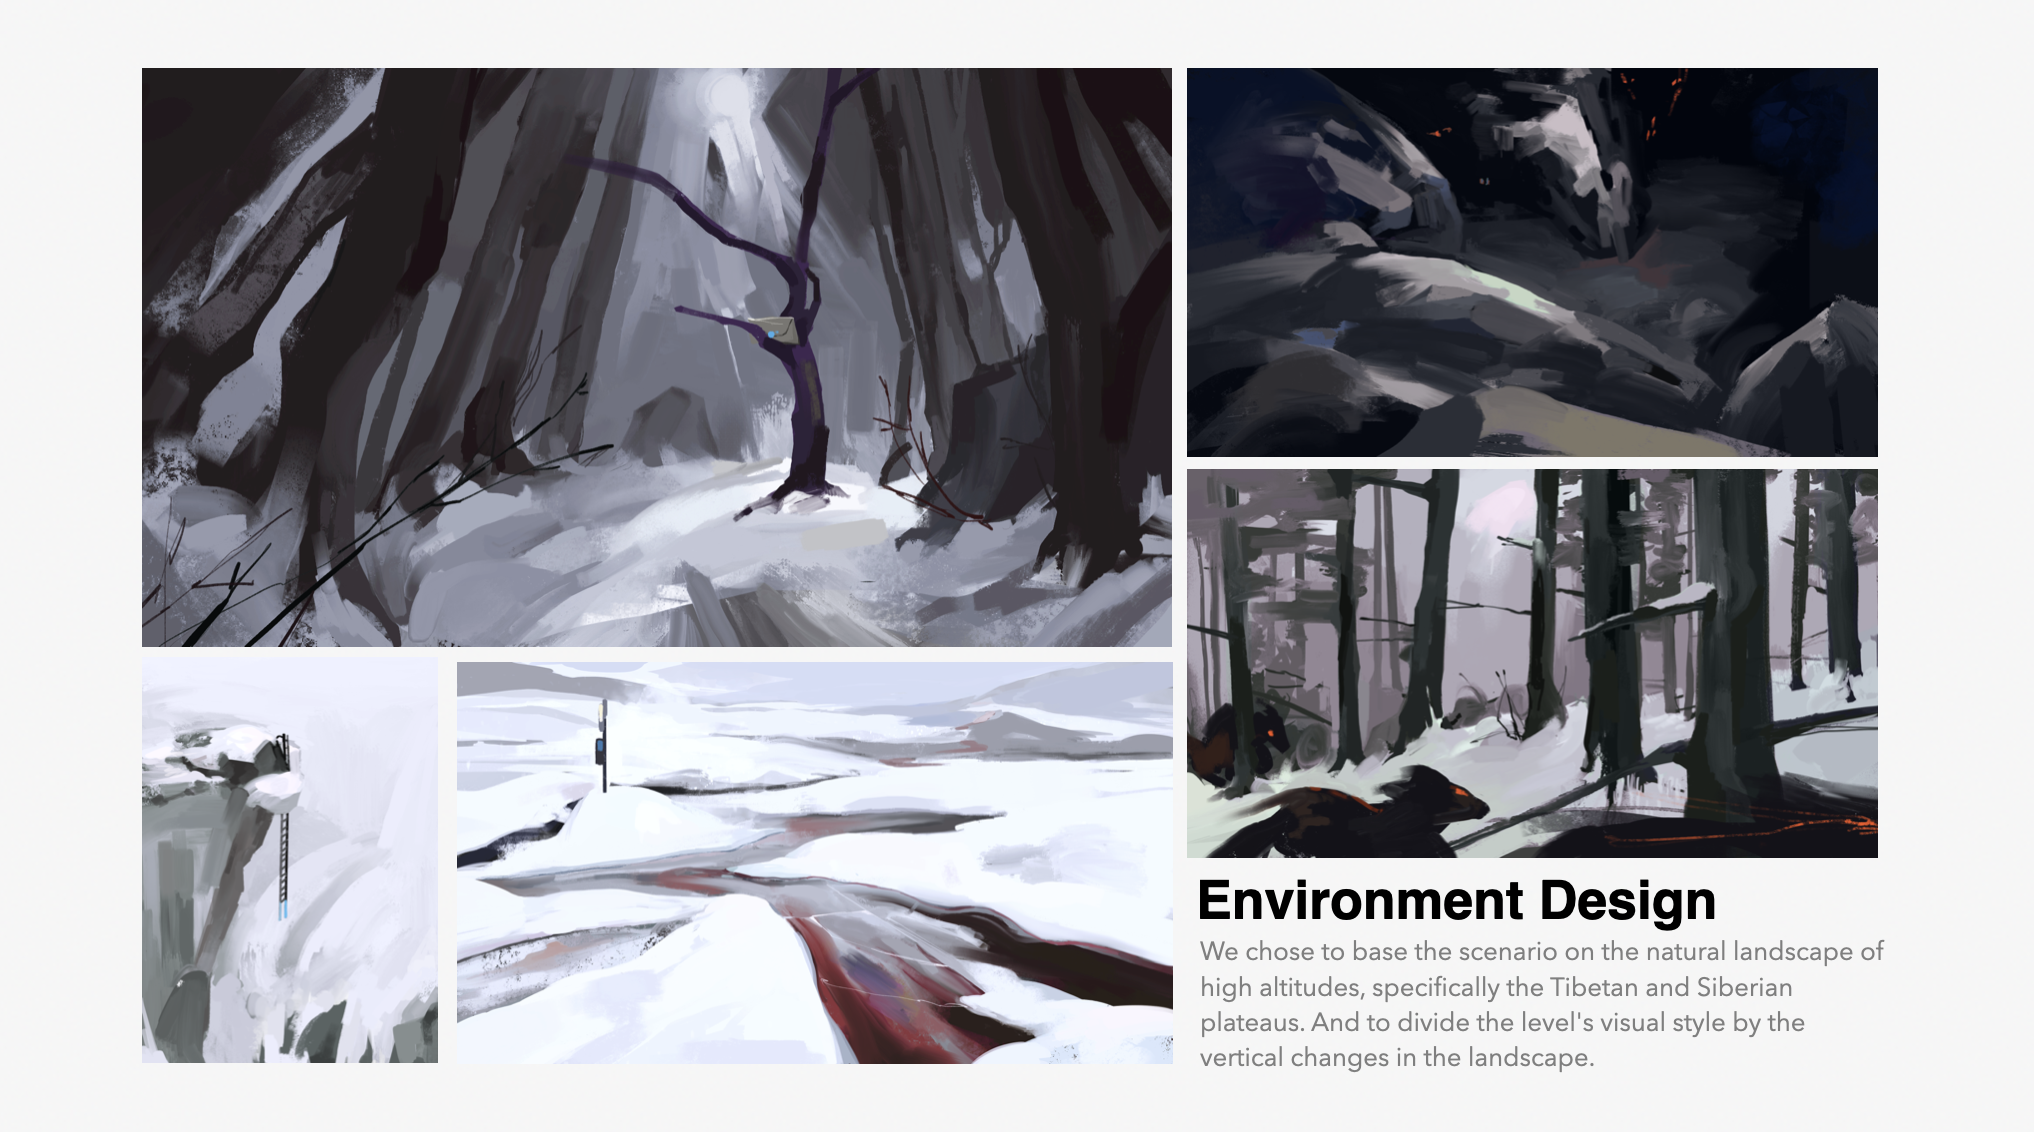 Environment Design
We chose to base the scenario on the natural landscape of
high altitudes, specifically the Tibetan and Siberian
plateaus. And to divide the level's visual style by the
vertical changes in the landscape.